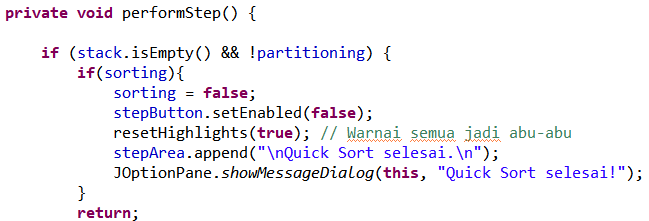 private void performStep() {
if (stack.isEmpty() && !partitioning) {
if(sorting){
sorting = false;
stepButton.setEnabled(false);
resetHighlights(true); // Warnai semua jadi abu-abu
stepArea.append("\nQuick Sort selesai.\n");
JOptionPane.showMessageDialog(this, "Quick Sort selesai!");
}
return;